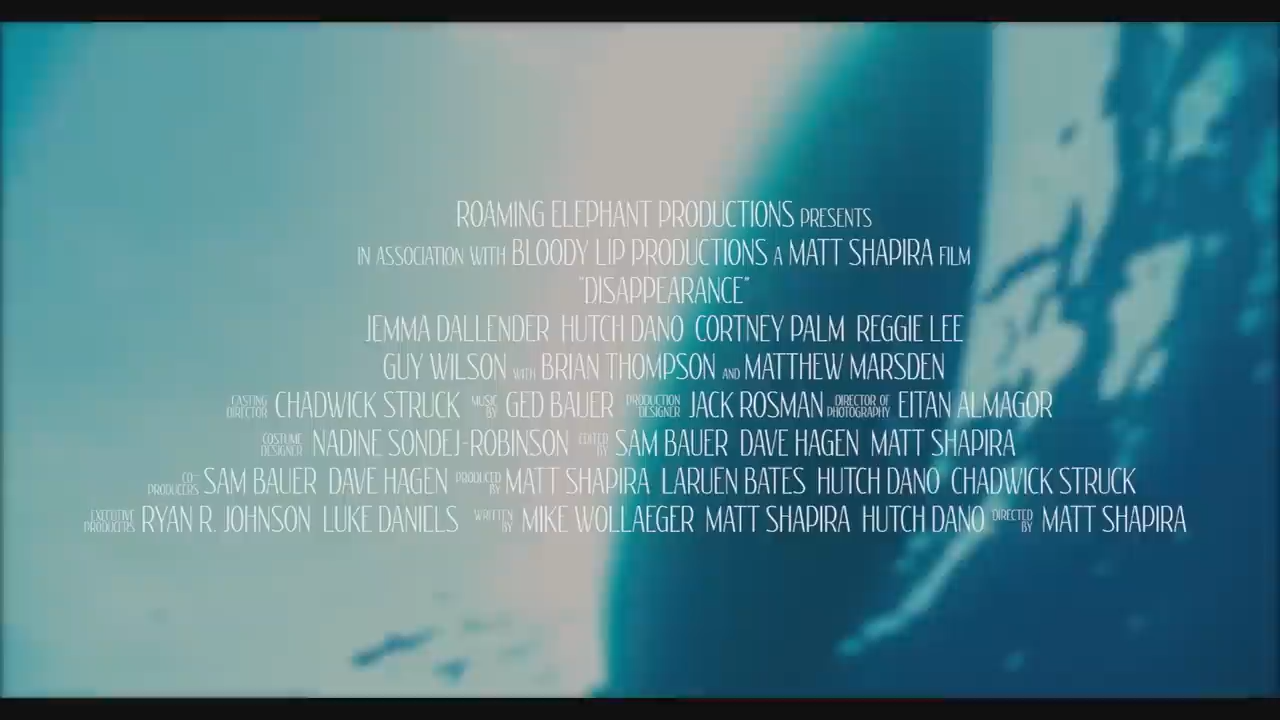 ROAMING ELEPHANT PRODUCTIONS PRESENTS
IN ASSOCIATION WITH BLOODY LIP PRODUCTIONS A MATT SHAPIRA FILM
"DISAPPEARANCE"
JEMMA DALLENDER HUTCH DANO CORTNEY PALM REGGIE LEE
GUY WILSON WITH BRIAN THOMPSON AND MATTHEW MARSDEN
CASTING DIRECTOR CHADWICK STRUCK MUSIC BY GED BAUER PRODUCTION DESIGNER JACK ROSMAN DIRECTOR OF PHOTOGRAPHY EITAN ALMAGOR
COSTUME DESIGNER NADINE SONDEJ-ROBINSON EDITED BY SAM BAUER DAVE HAGEN MATT SHAPIRA
CO-PRODUCERS SAM BAUER DAVE HAGEN PRODUCED BY MATT SHAPIRA LARUEN BATES HUTCH DANO CHADWICK STRUCK
EXECUTIVE PRODUCERS RYAN R. JOHNSON LUKE DANIELS WRITTEN BY MIKE WOLLAEGER MATT SHAPIRA HUTCH DANO DIRECTED BY MATT SHAPIRA